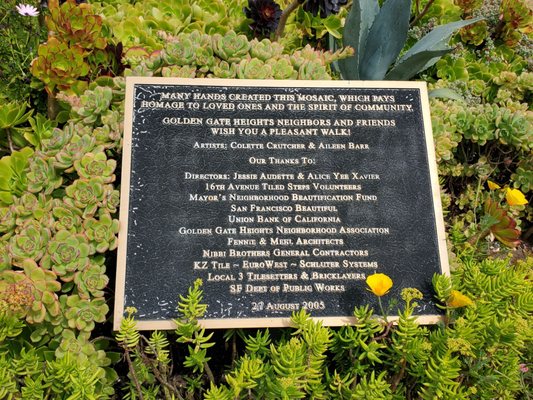 Many Hands Created This Mosaic, Which Pays
Homage to Loved Ones and the Spirit of Community.
Golden Gate Heights Neighbors and Friends
Wish You a Pleasant Walk!
Artists: Colette Crutcher & Aileen Barr
Our Thanks To:
Directors: Jessie Audette & Alice Yee Xavier
16th Avenue Tiled Steps Volunteers
Mayor's Neighborhood Beautification Fund
San Francisco Beautiful
Union Bank of California
Golden Gate Heights Neighborhood Association
Fennie & Mehl Architects
Nibbi Brothers General Contractors
KZ Tile ~ EuroWest ~ Schluter Systems
Local 3 Tilesetters & Bricklayers
SF Dept of Public Works
27 August 2005